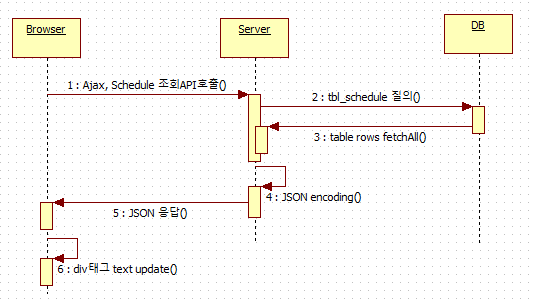 Browser
Server
DB
1 : Ajax, Schedule 조회API호출()
2 : tbl_schedule 질의()
3 : table rows fetchAll()
4 : JSON encoding()
5 : JSON 응답()
6 : div태그 text update()